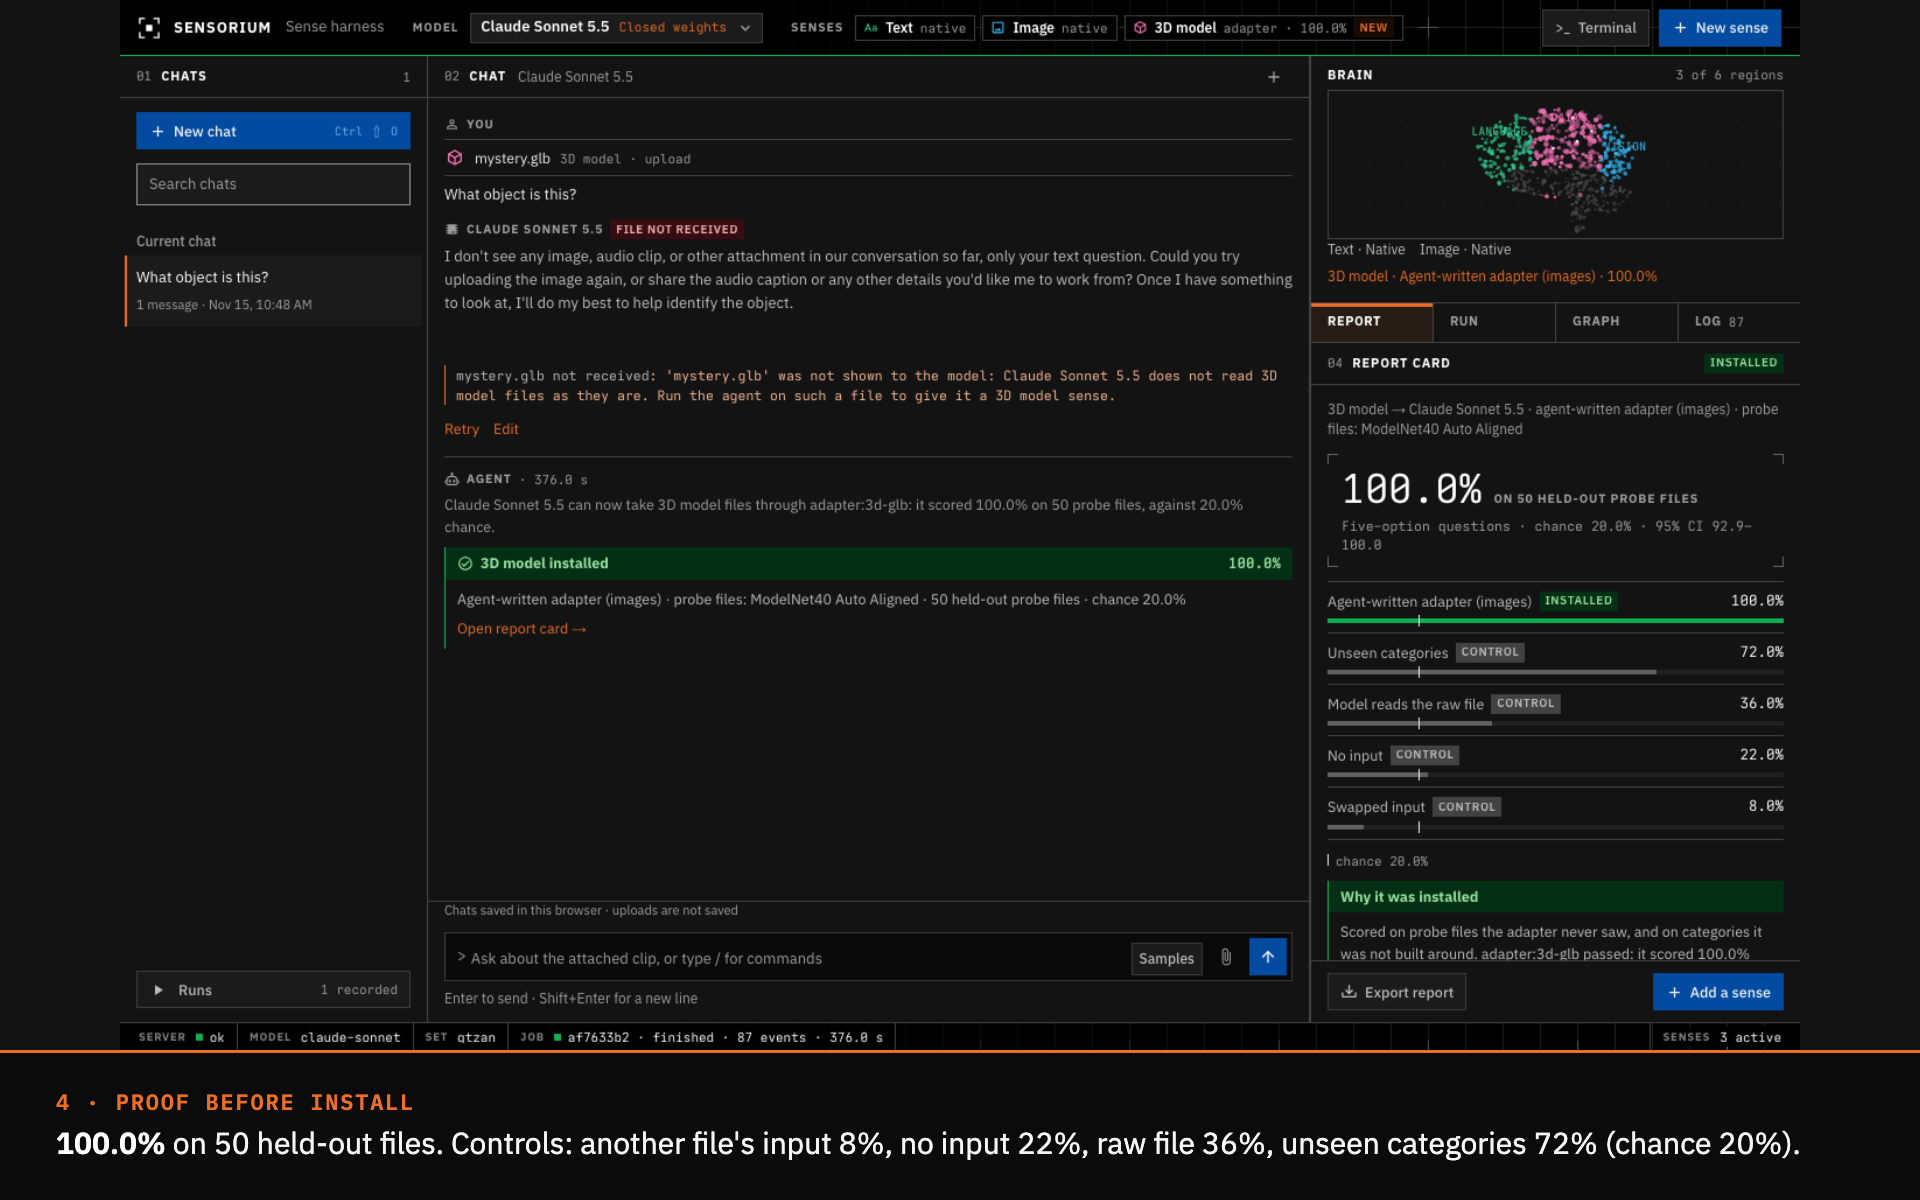 SENSORIUM Sense harness MODEL Claude Sonnet 5.5 Closed weights SENSES Aa Text native Image native 3D model adapter · 100.0% NEW >_ Terminal + New sense
01 CHATS 1
+ New chat Ctrl ⇧ O
Search chats
Current chat
What object is this?
1 message · Nov 15, 10:48 AM
Runs 1 recorded
02 CHAT Claude Sonnet 5.5 +
YOU
mystery.glb 3D model · upload
What object is this?
CLAUDE SONNET 5.5 FILE NOT RECEIVED
I don't see any image, audio clip, or other attachment in our conversation so far, only your text question. Could you try
uploading the image again, or share the audio caption or any other details you'd like me to work from? Once I have something
to look at, I'll do my best to help identify the object.
mystery.glb not received: 'mystery.glb' was not shown to the model: Claude Sonnet 5.5 does not read 3D
model files as they are. Run the agent on such a file to give it a 3D model sense.
Retry Edit
AGENT · 376.0 s
Claude Sonnet 5.5 can now take 3D model files through adapter:3d-glb: it scored 100.0% on 50 probe files, against 20.0%
chance.
3D model installed 100.0%
Agent-written adapter (images) · probe files: ModelNet40 Auto Aligned · 50 held-out probe files · chance 20.0%
Open report card →
Chats saved in this browser · uploads are not saved
> Ask about the attached clip, or type / for commands Samples
Enter to send · Shift+Enter for a new line
BRAIN 3 of 6 regions
LANGUAGE
VISION
Text · Native Image · Native
3D model · Agent-written adapter (images) · 100.0%
REPORT RUN GRAPH LOG 87
04 REPORT CARD INSTALLED
3D model → Claude Sonnet 5.5 · agent-written adapter (images) · probe
files: ModelNet40 Auto Aligned
100.0% ON 50 HELD-OUT PROBE FILES
Five-option questions · chance 20.0% · 95% CI 92.9–
100.0
Agent-written adapter (images) INSTALLED 100.0%
Unseen categories CONTROL 72.0%
Model reads the raw file CONTROL 36.0%
No input CONTROL 22.0%
Swapped input CONTROL 8.0%
chance 20.0%
Why it was installed
Scored on probe files the adapter never saw, and on categories it
was not built around. adapter:3d-glb passed: it scored 100.0%
Export report + Add a sense
SERVER ok MODEL claude-sonnet SET gtzan JOB af7633b2 · finished · 87 events · 376.0 s SENSES 3 active
4 · PROOF BEFORE INSTALL
100.0% on 50 held-out files. Controls: another file's input 8%, no input 22%, raw file 36%, unseen categories 72% (chance 20%).